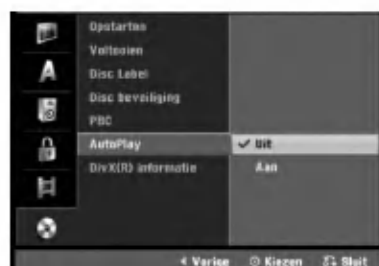 Opstarten
Voltooien
Disc Label
Disc beveiliging
PBC
AutoPlay
✓ Uit
DivX(R) informatie
Aan
Vorige Kiezen Sluit